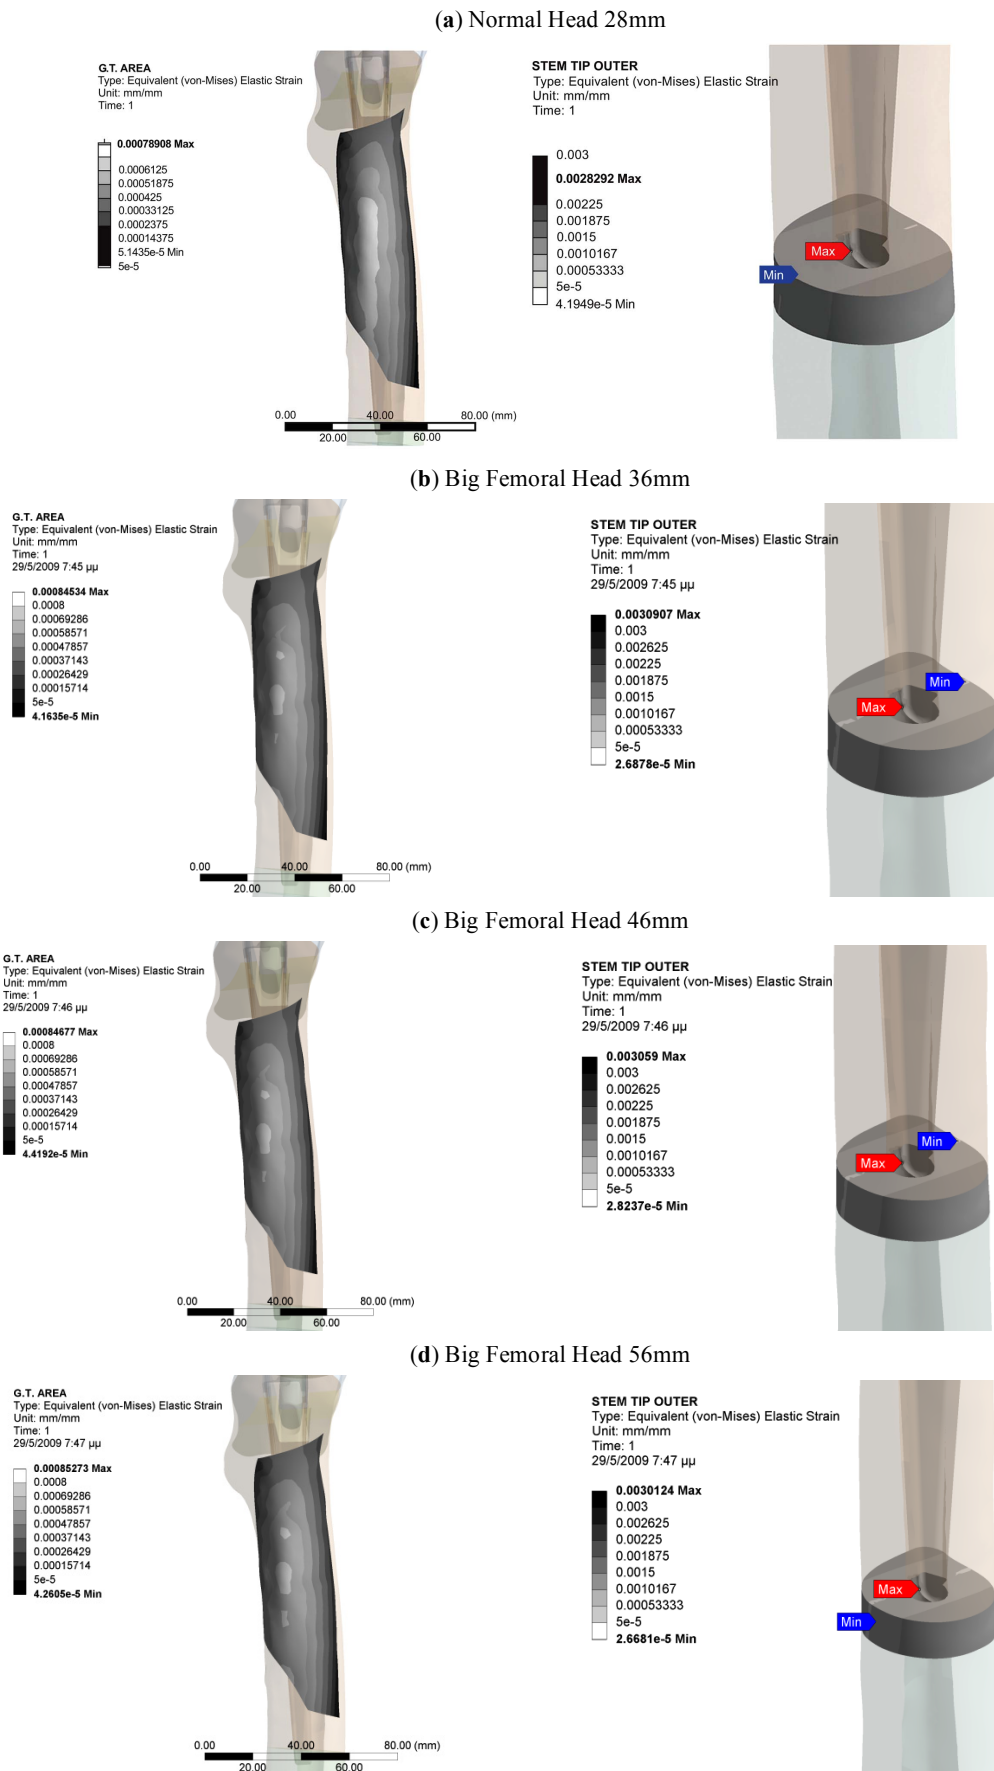 (a) Normal Head 28mm
G.T. AREA
Type: Equivalent (von-Mises) Elastic Strain
Unit: mm/mm
Time: 1
0.00078908 Max
0.0006125
0.00051875
0.000425
0.00033125
0.0002375
0.00014375
5.1435e-5 Min
5e-5
0.00
40.00
80.00 (mm)
20.00
60.00
STEM TIP OUTER
Type: Equivalent (von-Mises) Elastic Strain
Unit: mm/mm
Time: 1
0.003
0.0028292 Max
0.00225
0.001875
0.0015
0.0010167
0.00053333
5e-5
4.1949e-5 Min
Max
Min
(b) Big Femoral Head 36mm
G.T. AREA
Type: Equivalent (von-Mises) Elastic Strain
Unit: mm/mm
Time: 1
29/5/2009 7:45 μμ
0.00084534 Max
0.0008
0.00069286
0.00058571
0.00047857
0.00037143
0.00026429
0.00015714
5e-5
4.1635e-5 Min
0.00
40.00
80.00 (mm)
20.00
60.00
STEM TIP OUTER
Type: Equivalent (von-Mises) Elastic Strain
Unit: mm/mm
Time: 1
29/5/2009 7:45 μμ
0.0030907 Max
0.003
0.002625
0.00225
0.001875
0.0015
0.0010167
0.00053333
5e-5
2.6878e-5 Min
Min
Max
(c) Big Femoral Head 46mm
G.T. AREA
Type: Equivalent (von-Mises) Elastic Strain
Unit: mm/mm
Time: 1
29/5/2009 7:46 μμ
0.00084677 Max
0.0008
0.00069286
0.00058571
0.00047857
0.00037143
0.00026429
0.00015714
5e-5
4.4192e-5 Min
0.00
40.00
80.00 (mm)
20.00
60.00
STEM TIP OUTER
Type: Equivalent (von-Mises) Elastic Strain
Unit: mm/mm
Time: 1
29/5/2009 7:46 μμ
0.003059 Max
0.003
0.002625
0.00225
0.001875
0.0015
0.0010167
0.00053333
5e-5
2.8237e-5 Min
Min
Max
(d) Big Femoral Head 56mm
G.T. AREA
Type: Equivalent (von-Mises) Elastic Strain
Unit: mm/mm
Time: 1
29/5/2009 7:47 μμ
0.00085273 Max
0.0008
0.00069286
0.00058571
0.00047857
0.00037143
0.00026429
0.00015714
5e-5
4.2605e-5 Min
0.00
40.00
80.00 (mm)
20.00
60.00
STEM TIP OUTER
Type: Equivalent (von-Mises) Elastic Strain
Unit: mm/mm
Time: 1
29/5/2009 7:47 μμ
0.0030124 Max
0.003
0.002625
0.00225
0.001875
0.0015
0.0010167
0.00053333
5e-5
2.6681e-5 Min
Max
Min